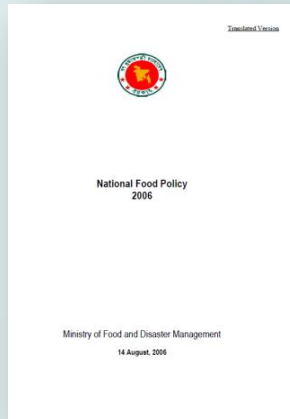 Translated Version
National Food Policy
2006
Ministry of Food and Disaster Management
14 August, 2006